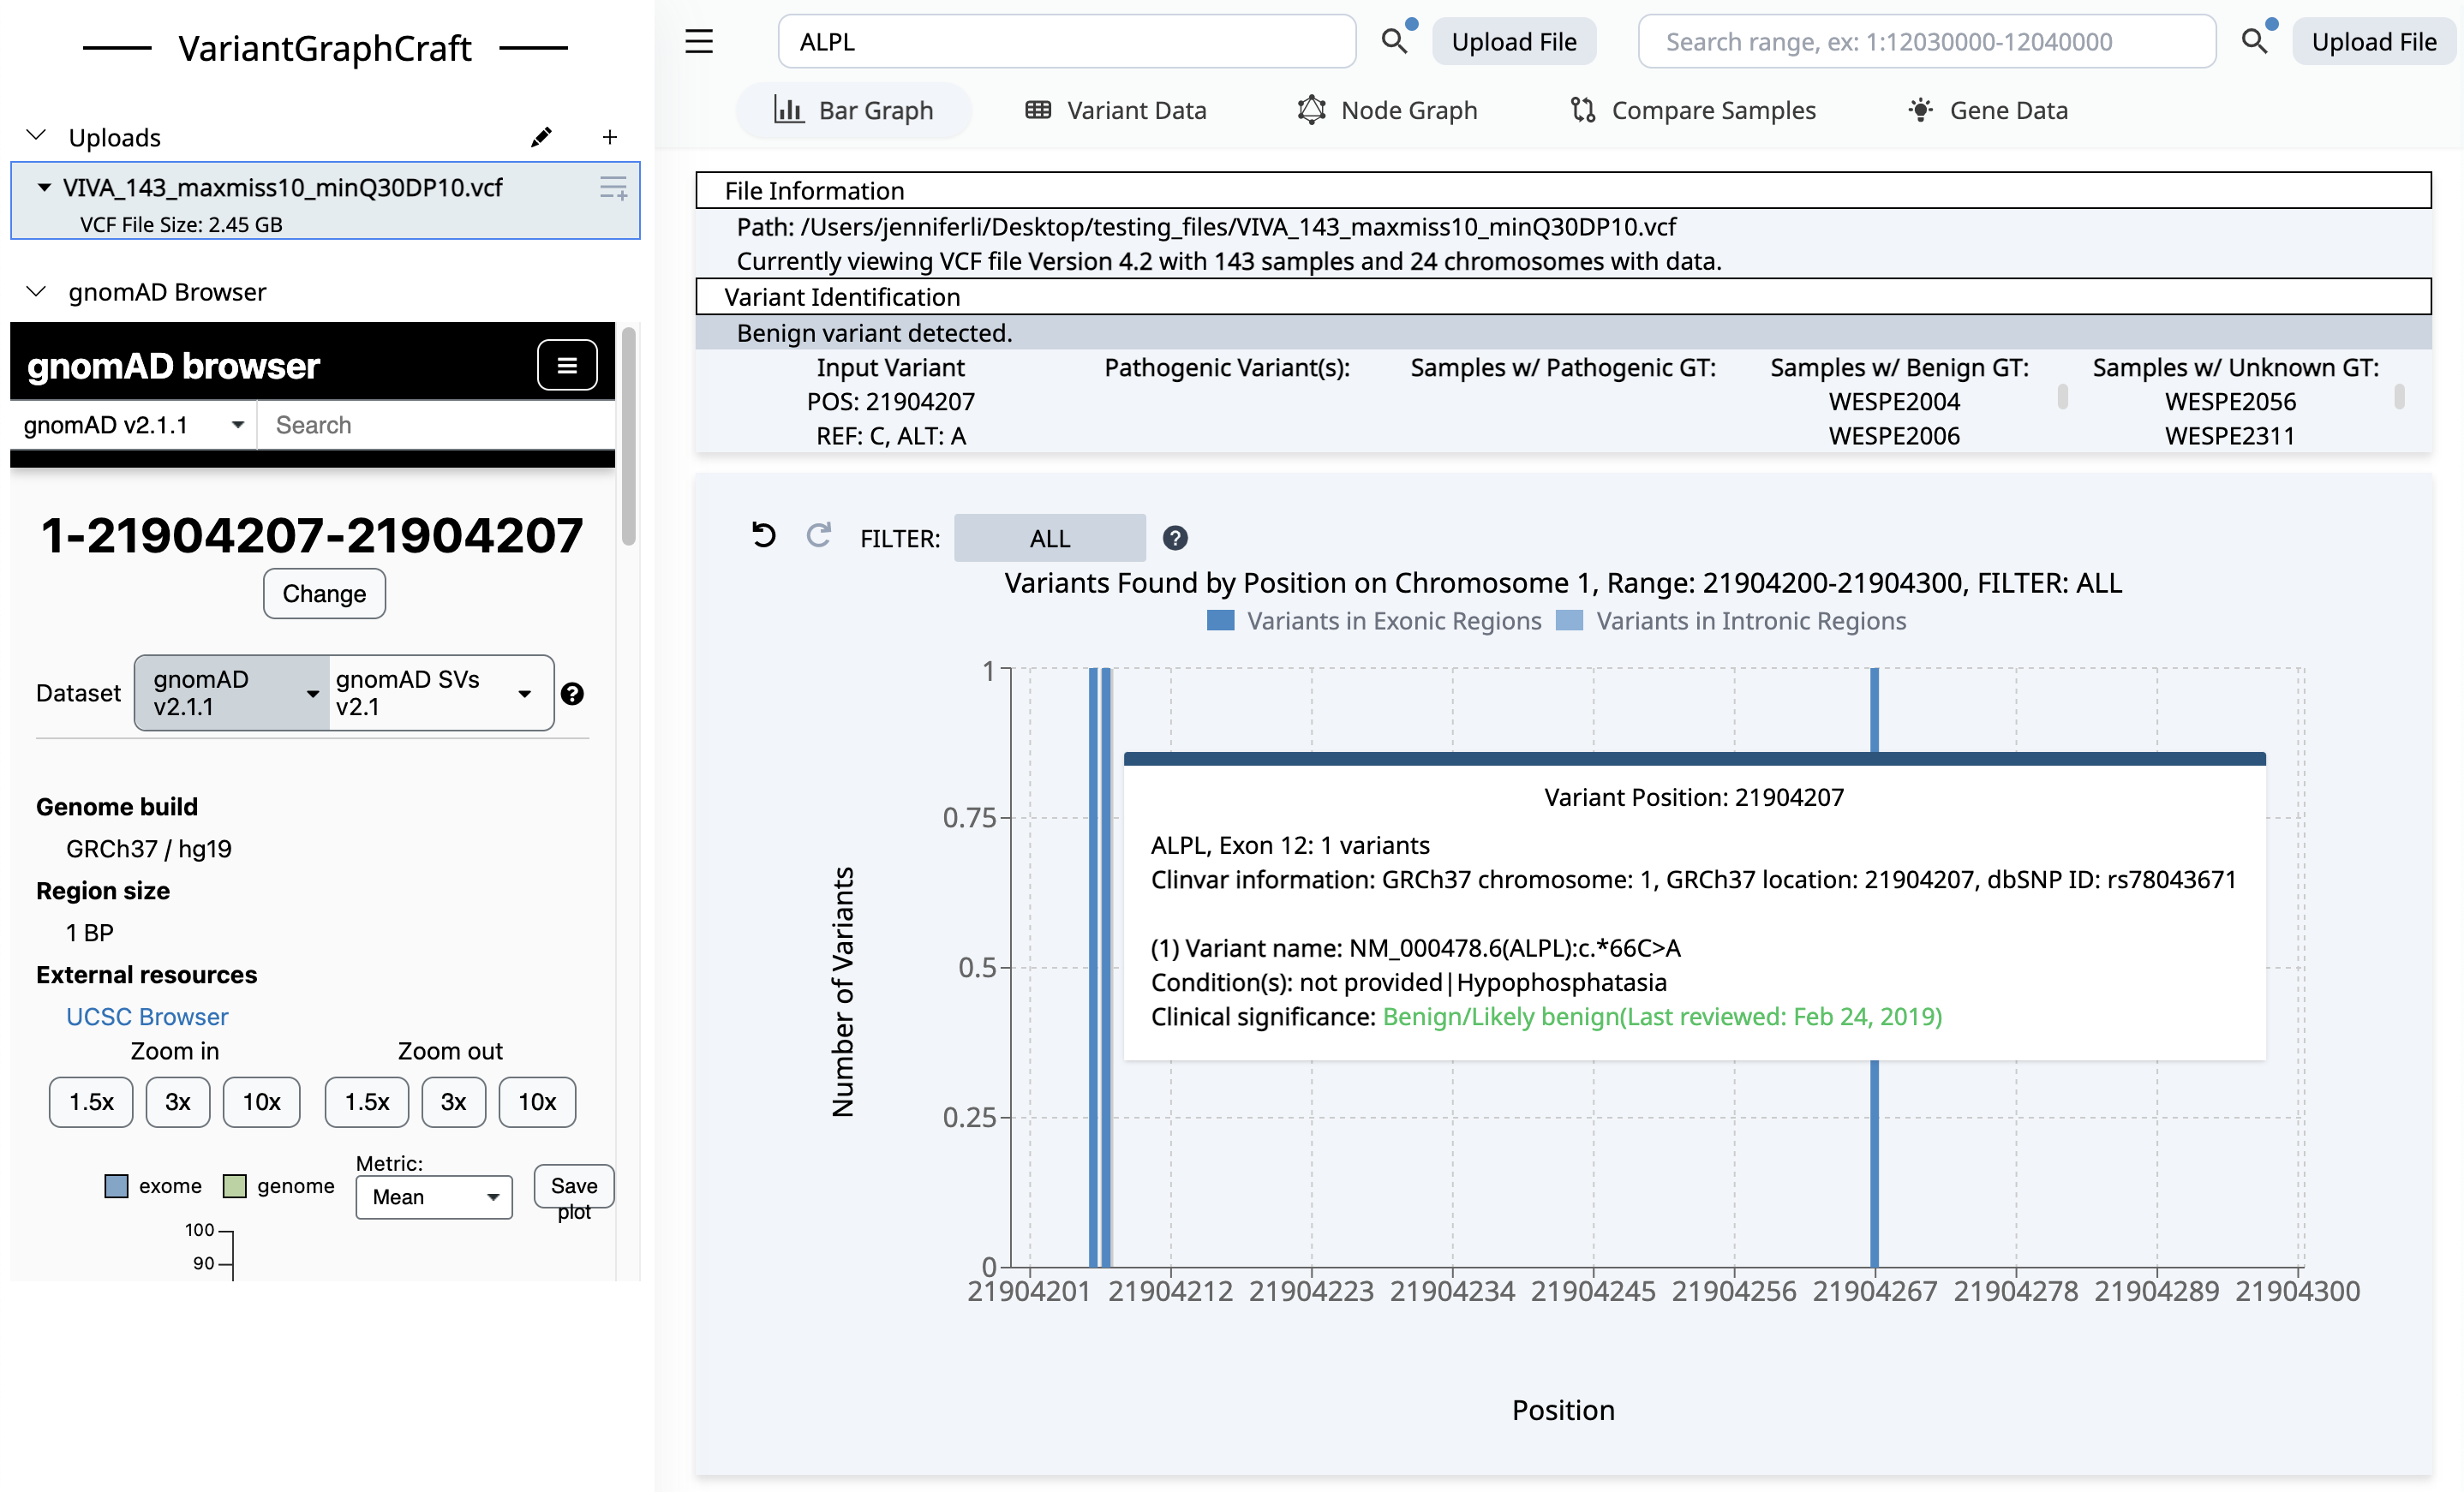 VariantGraphCraft
Uploads
VIVA_143_maxmiss10_minQ30DP10.vcf
VCF File Size: 2.45 GB
gnomAD Browser
gnomAD browser
gnomAD v2.1.1
Search
1-21904207-21904207
Change
Dataset
gnomAD v2.1.1
gnomAD SVs v2.1
Genome build
GRCh37 / hg19
Region size
1 BP
External resources
UCSC Browser
Zoom in
Zoom out
1.5x 3x 10x 1.5x 3x 10x
exome genome
Metric:
Mean
Save plot
100
90
ALPL
Upload File
Search range, ex: 1:12030000-12040000
Upload File
Bar Graph Variant Data Node Graph Compare Samples Gene Data
File Information
Path: /Users/jenniferli/Desktop/testing_files/VIVA_143_maxmiss10_minQ30DP10.vcf
Currently viewing VCF file Version 4.2 with 143 samples and 24 chromosomes with data.
Variant Identification
Benign variant detected.
Input Variant Pathogenic Variant(s): Samples w/ Pathogenic GT: Samples w/ Benign GT: Samples w/ Unknown GT:
POS: 21904207 WESPE2004 WESPE2056
REF: C, ALT: A WESPE2006 WESPE2311
FILTER: ALL ?
Variants Found by Position on Chromosome 1, Range: 21904200-21904300, FILTER: ALL
Variants in Exonic Regions Variants in Intronic Regions
Number of Variants
1
0.75
0.5
0.25
0
Variant Position: 21904207
ALPL, Exon 12: 1 variants
Clinvar information: GRCh37 chromosome: 1, GRCh37 location: 21904207, dbSNP ID: rs78043671
(1) Variant name: NM_000478.6(ALPL):c.*66C>A
Condition(s): not provided|Hypophosphatasia
Clinical significance: Benign/Likely benign(Last reviewed: Feb 24, 2019)
21904201 21904212 21904223 21904234 21904245 21904256 21904267 21904278 21904289 21904300
Position